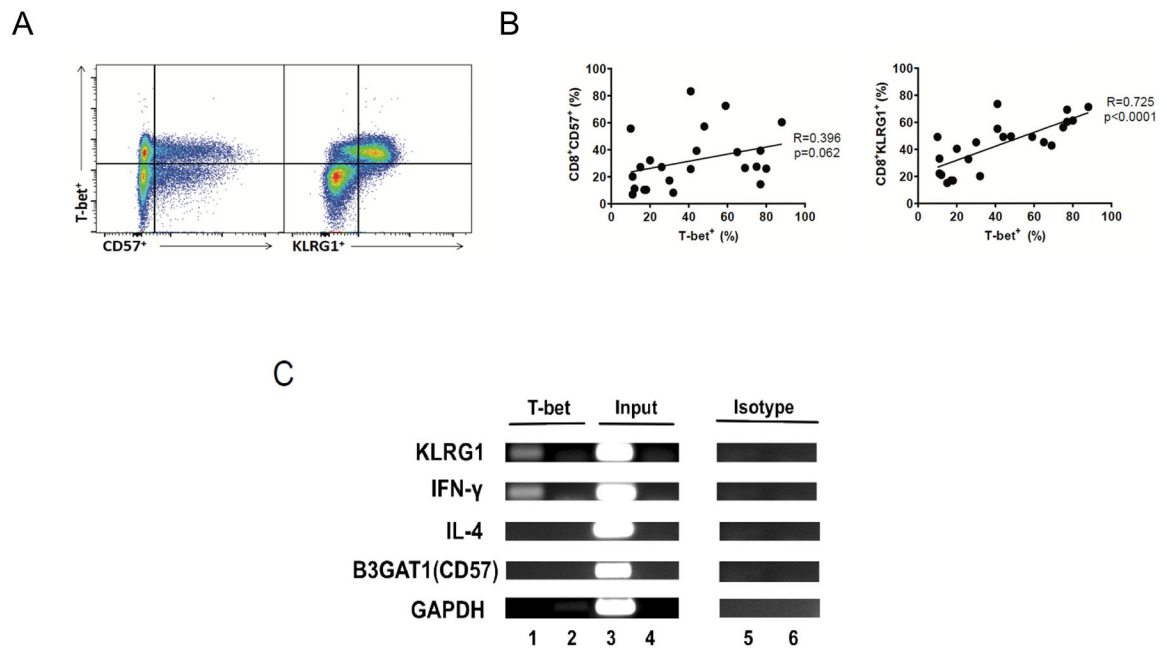 A
T-bet⁺
CD57⁺
KLRG1⁺
B
CD8⁺CD57⁺ (%)
100
80
60
40
20
0
0 20 40 60 80 100
T-bet⁺ (%)
R=0.396
p=0.062
CD8⁺KLRG1⁺ (%)
100
80
60
40
20
0
0 20 40 60 80 100
T-bet⁺ (%)
R=0.725
p<0.0001
C
T-bet Input Isotype
KLRG1
IFN-γ
IL-4
B3GAT1(CD57)
GAPDH
1 2 3 4 5 6